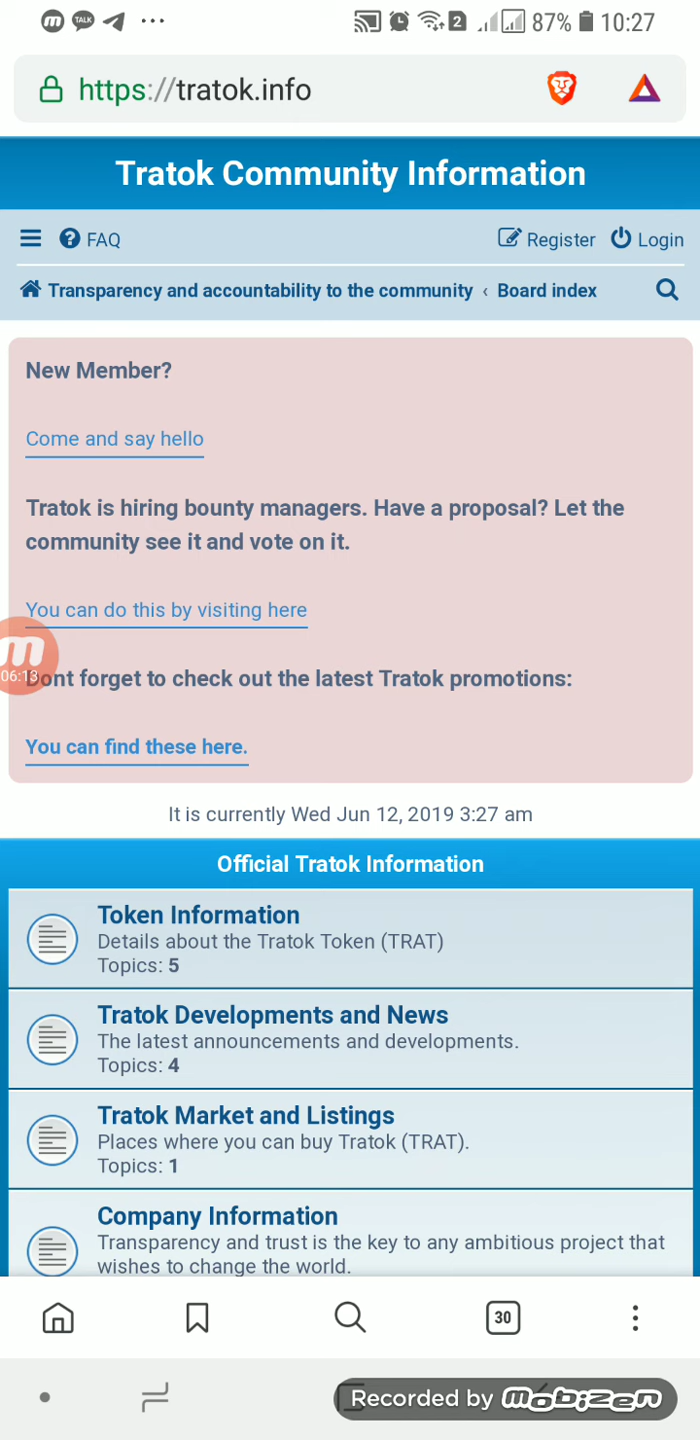 TALK
2
87%
10:27
https://tratok.info
Tratok Community Information
FAQ
Register
Login
Transparency and accountability to the community ‹ Board index
New Member?
Come and say hello
Tratok is hiring bounty managers. Have a proposal? Let the
community see it and vote on it.
You can do this by visiting here
m
06:13
Dont forget to check out the latest Tratok promotions:
You can find these here.
It is currently Wed Jun 12, 2019 3:27 am
Official Tratok Information
Token Information
Details about the Tratok Token (TRAT)
Topics: 5
Tratok Developments and News
The latest announcements and developments.
Topics: 4
Tratok Market and Listings
Places where you can buy Tratok (TRAT).
Topics: 1
Company Information
Transparency and trust is the key to any ambitious project that
wishes to change the world.
30
Recorded by mobizen